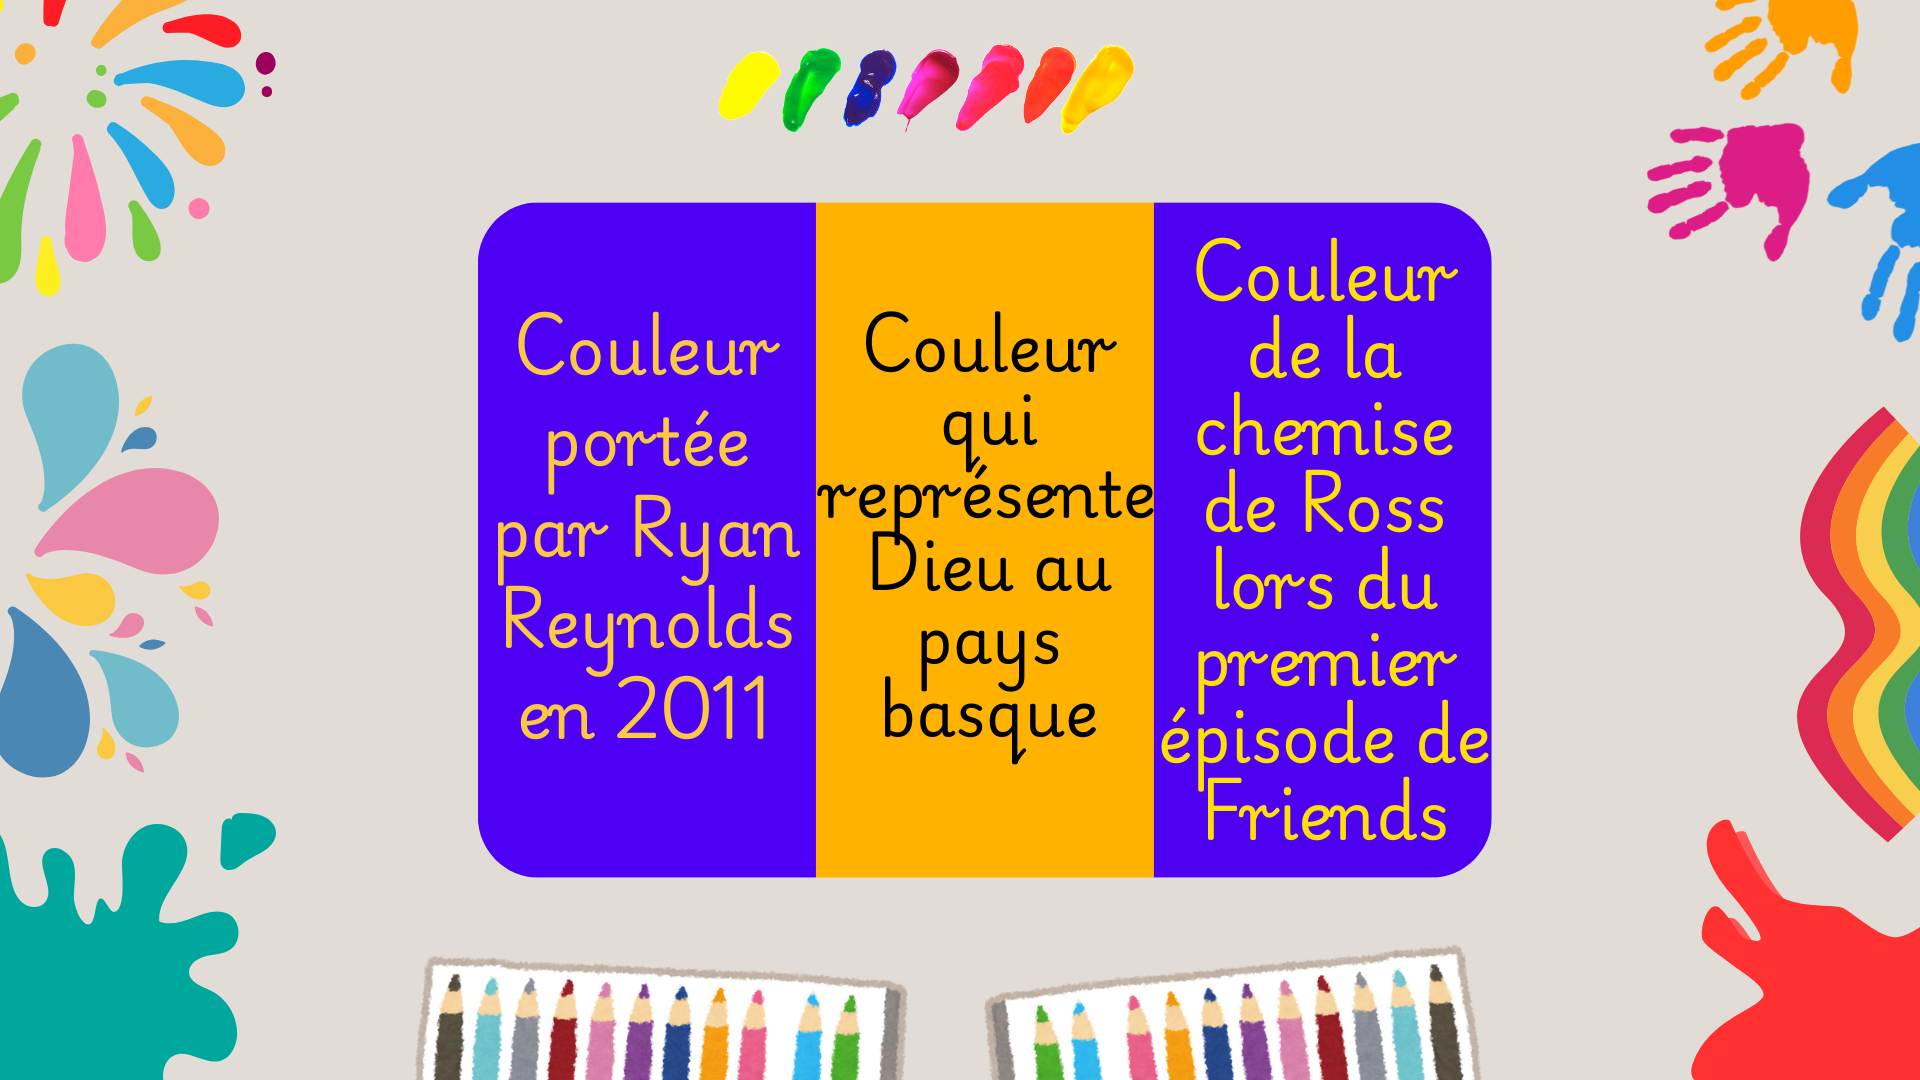 Couleur
portée
par Ryan
Reynolds
en 2011
Couleur
qui
représente
Dieu au
pays
basque
Couleur
de la
chemise
de Ross
lors du
premier
épisode de
Friends